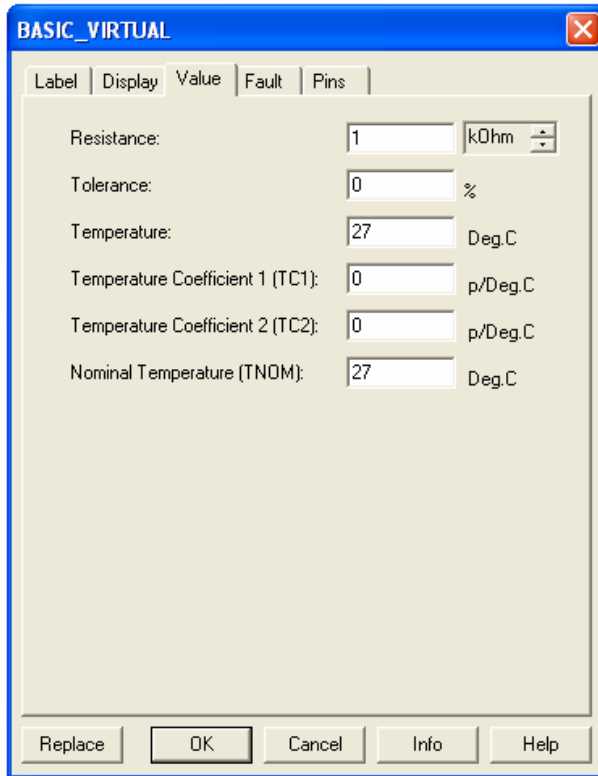 BASIC_VIRTUAL
Label Display Value Fault Pins
Resistance: 1 kOhm
Tolerance: 0 %
Temperature: 27 Deg.C
Temperature Coefficient 1 (TC1): 0 p/Deg.C
Temperature Coefficient 2 (TC2): 0 p/Deg.C
Nominal Temperature (TNOM): 27 Deg.C
Replace OK Cancel Info Help